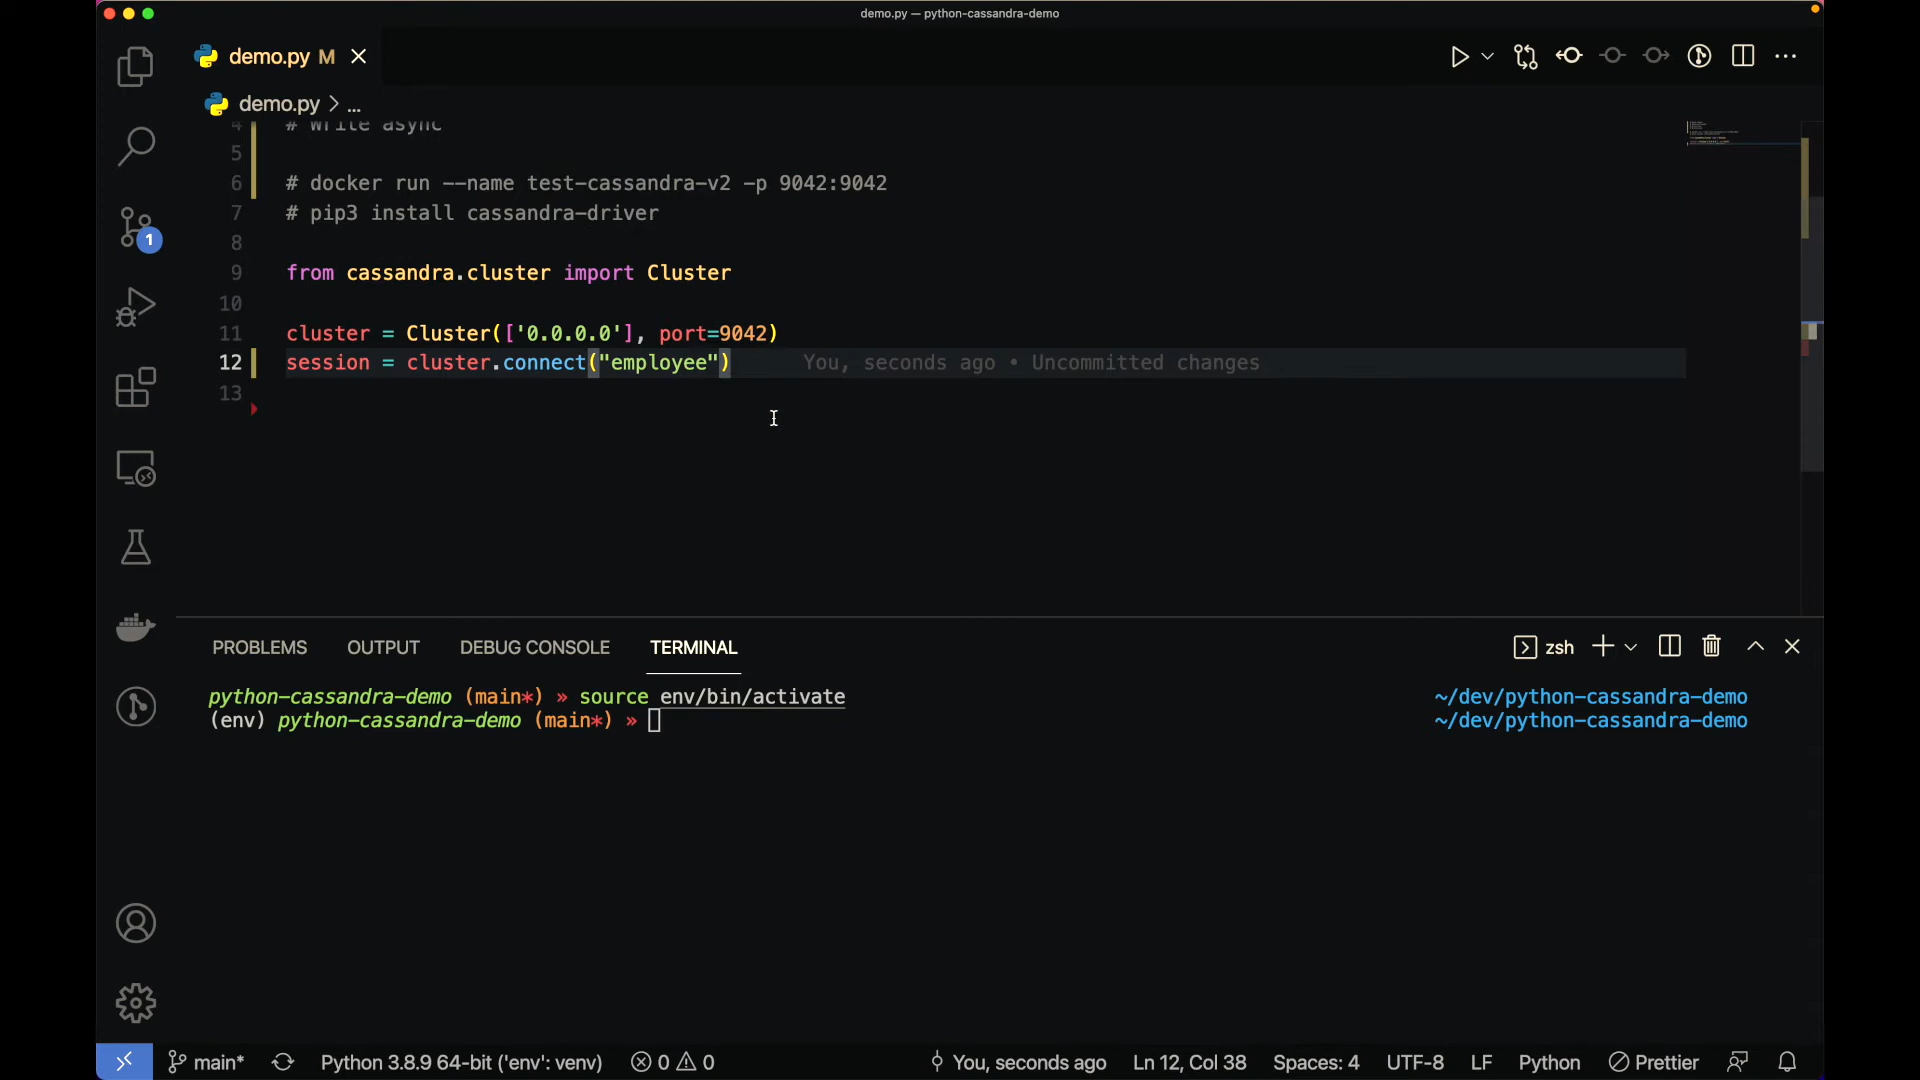 demo.py — python-cassandra-demo
demo.py M
demo.py > ...
4 # Write async
5
6 # docker run --name test-cassandra-v2 -p 9042:9042
7 # pip3 install cassandra-driver
8
9 from cassandra.cluster import Cluster
10
11 cluster = Cluster(['0.0.0.0'], port=9042)
12 session = cluster.connect("employee") You, seconds ago • Uncommitted changes
13
1
PROBLEMS OUTPUT DEBUG CONSOLE TERMINAL zsh
python-cassandra-demo (main*) » source env/bin/activate ~/dev/python-cassandra-demo
(env) python-cassandra-demo (main*) » ~/dev/python-cassandra-demo
main* Python 3.8.9 64-bit ('env': venv) 0 0 You, seconds ago Ln 12, Col 38 Spaces: 4 UTF-8 LF Python Prettier